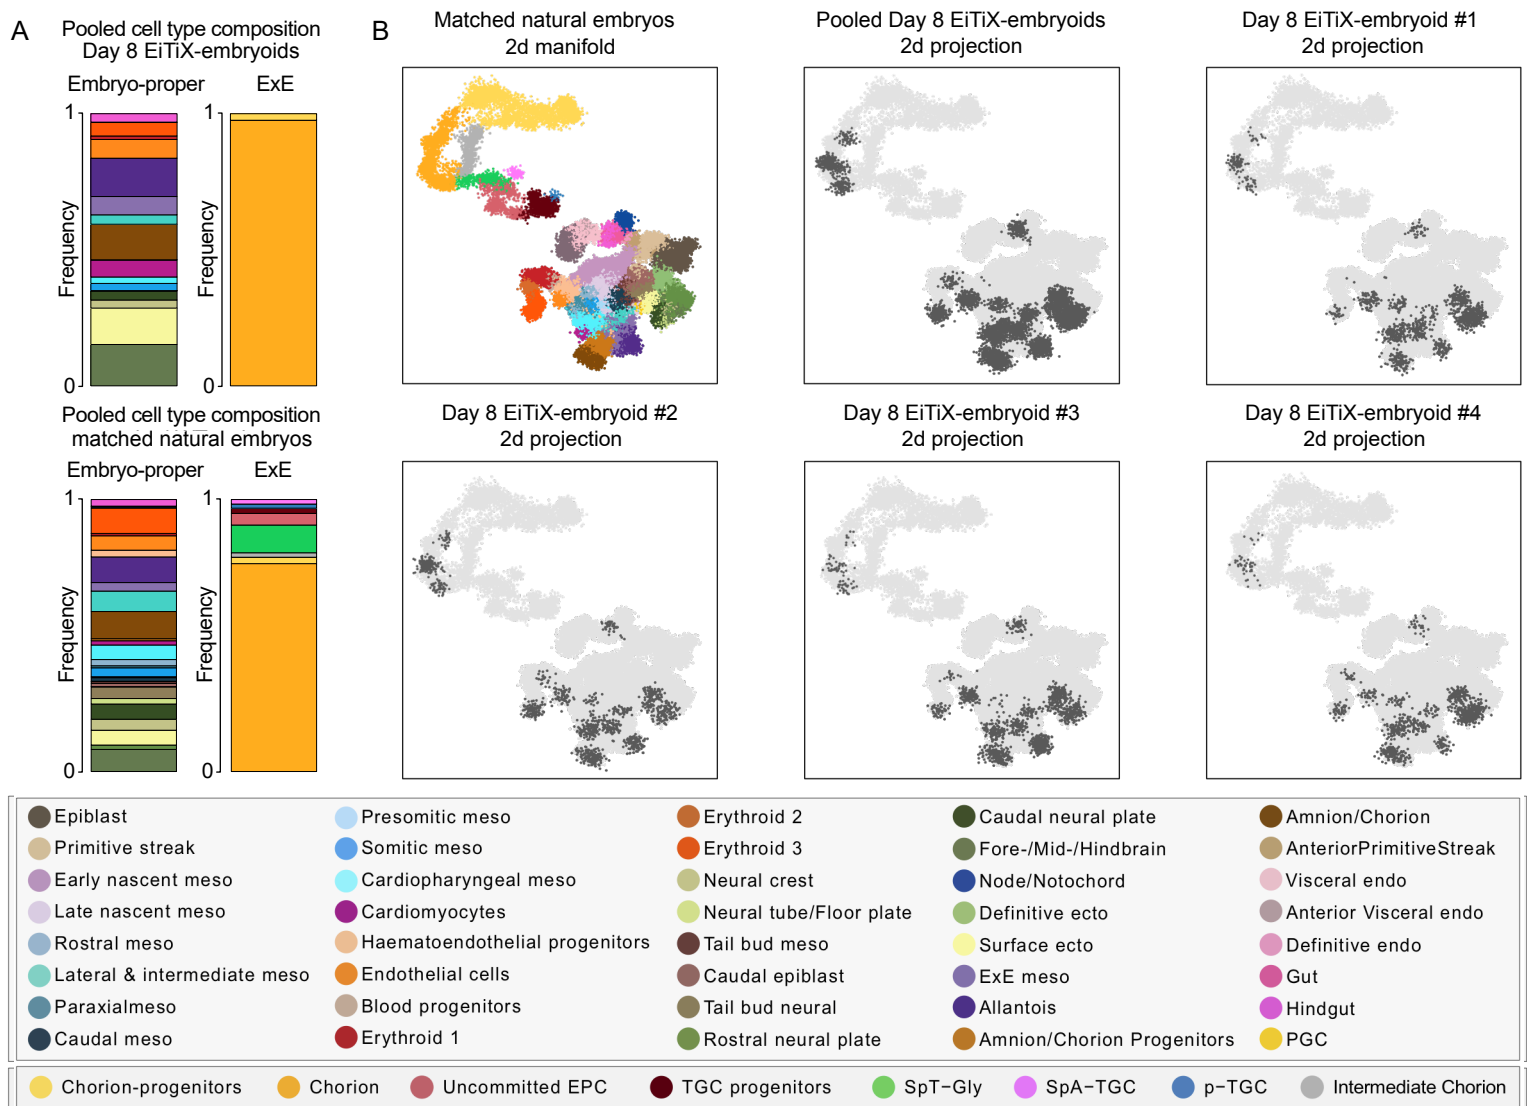 A
Pooled cell type composition
Day 8 EiTiX-embryoids
Embryo-proper
ExE
1
Frequency
0
1
Frequency
0
Pooled cell type composition
matched natural embryos
Embryo-proper
ExE
1
Frequency
0
1
Frequency
0
B
Matched natural embryos
2d manifold
Pooled Day 8 EiTiX-embryoids
2d projection
Day 8 EiTiX-embryoid #1
2d projection
Day 8 EiTiX-embryoid #2
2d projection
Day 8 EiTiX-embryoid #3
2d projection
Day 8 EiTiX-embryoid #4
2d projection
Epiblast
Primitive streak
Early nascent meso
Late nascent meso
Rostral meso
Lateral & intermediate meso
Paraxialmeso
Caudal meso
Presomitic meso
Somitic meso
Cardiopharyngeal meso
Cardiomyocytes
Haematoendothelial progenitors
Endothelial cells
Blood progenitors
Erythroid 1
Erythroid 2
Erythroid 3
Neural crest
Neural tube/Floor plate
Tail bud meso
Caudal epiblast
Tail bud neural
Rostral neural plate
Caudal neural plate
Fore-/Mid-/Hindbrain
Node/Notochord
Definitive ecto
Surface ecto
ExE meso
Allantois
Amnion/Chorion Progenitors
Amnion/Chorion
AnteriorPrimitiveStreak
Visceral endo
Anterior Visceral endo
Definitive endo
Gut
Hindgut
PGC
Chorion-progenitors
Chorion
Uncommitted EPC
TGC progenitors
SpT−Gly
SpA−TGC
p−TGC
Intermediate Chorion